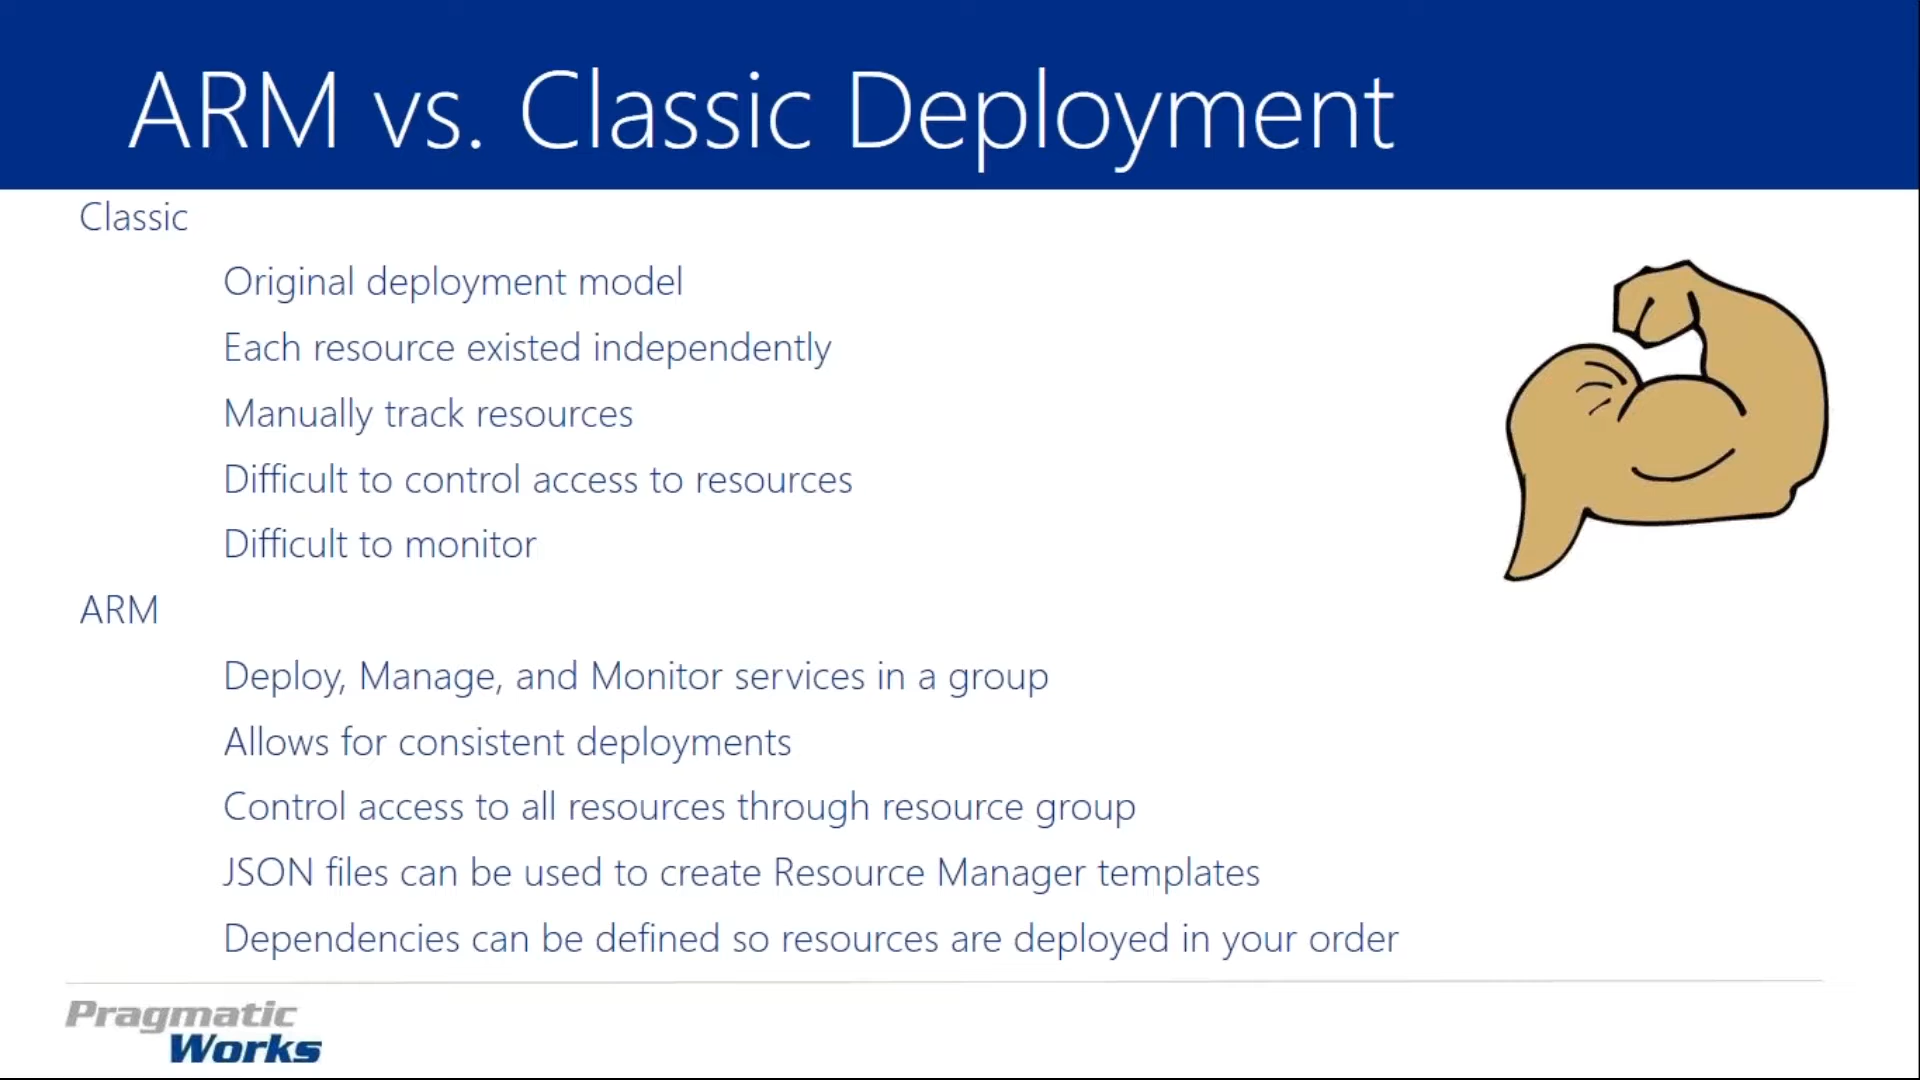 ARM vs. Classic Deployment
Classic
Original deployment model
Each resource existed independently
Manually track resources
Difficult to control access to resources
Difficult to monitor
ARM
Deploy, Manage, and Monitor services in a group
Allows for consistent deployments
Control access to all resources through resource group
JSON files can be used to create Resource Manager templates
Dependencies can be defined so resources are deployed in your order
Pragmatic
Works